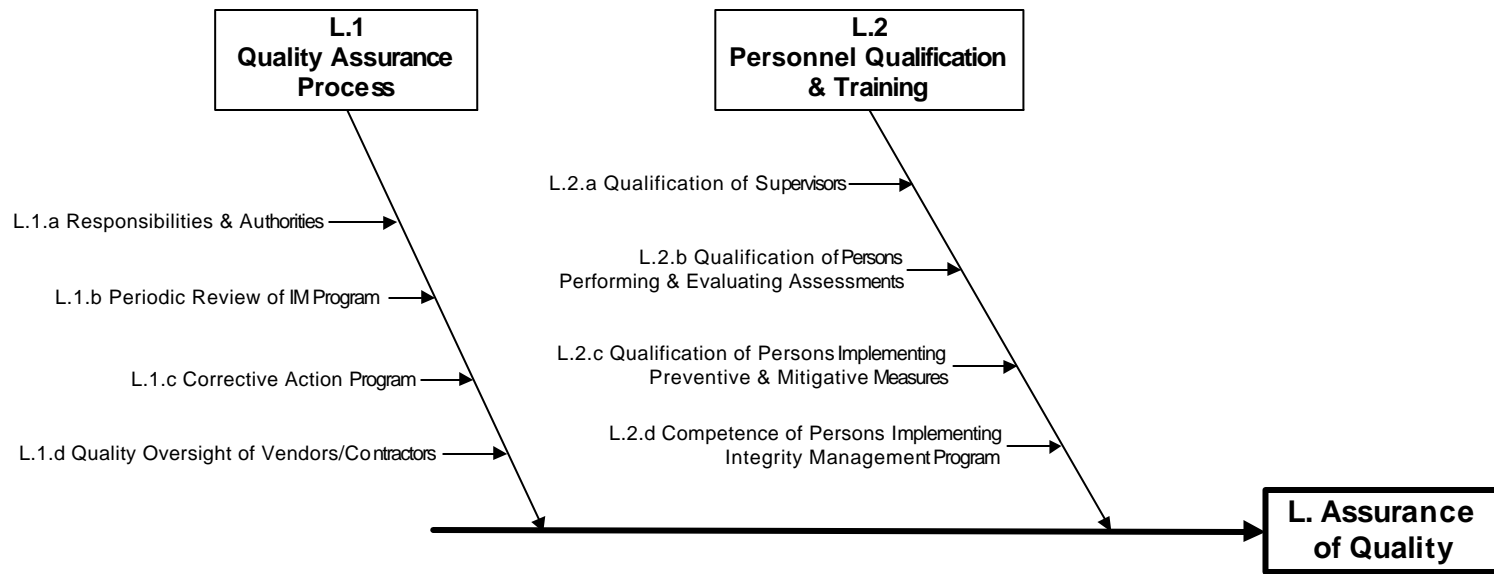 L.1
Quality Assurance
Process
L.2
Personnel Qualification
& Training
L.1.a Responsibilities & Authorities
L.1.b Periodic Review of IM Program
L.1.c Corrective Action Program
L.1.d Quality Oversight of Vendors/Contractors
L.2.a Qualification of Supervisors
L.2.b Qualification of Persons
Performing & Evaluating Assessments
L.2.c Qualification of Persons Implementing
Preventive & Mitigative Measures
L.2.d Competence of Persons Implementing
Integrity Management Program
L. Assurance
of Quality